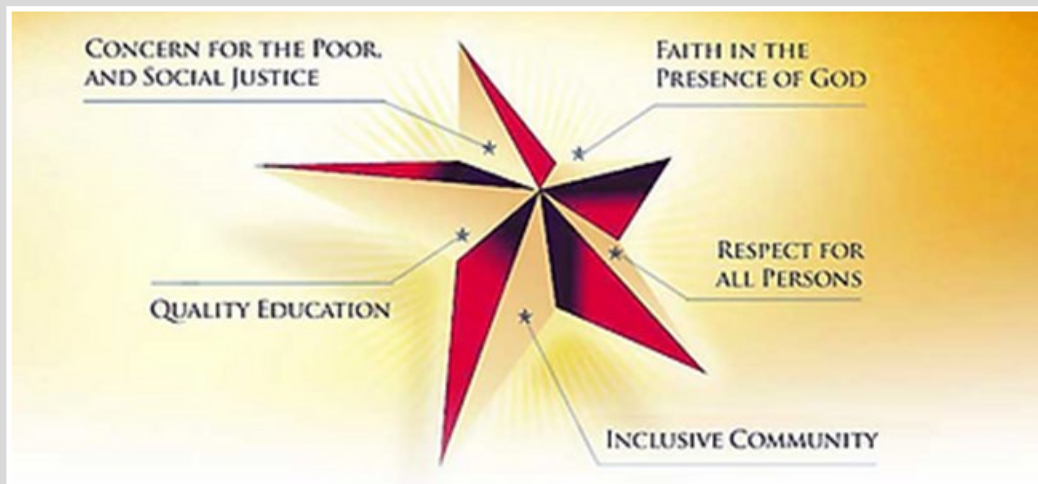 CONCERN FOR THE POOR,
AND SOCIAL JUSTICE
FAITH IN THE
PRESENCE OF GOD
RESPECT FOR
ALL PERSONS
QUALITY EDUCATION
INCLUSIVE COMMUNITY